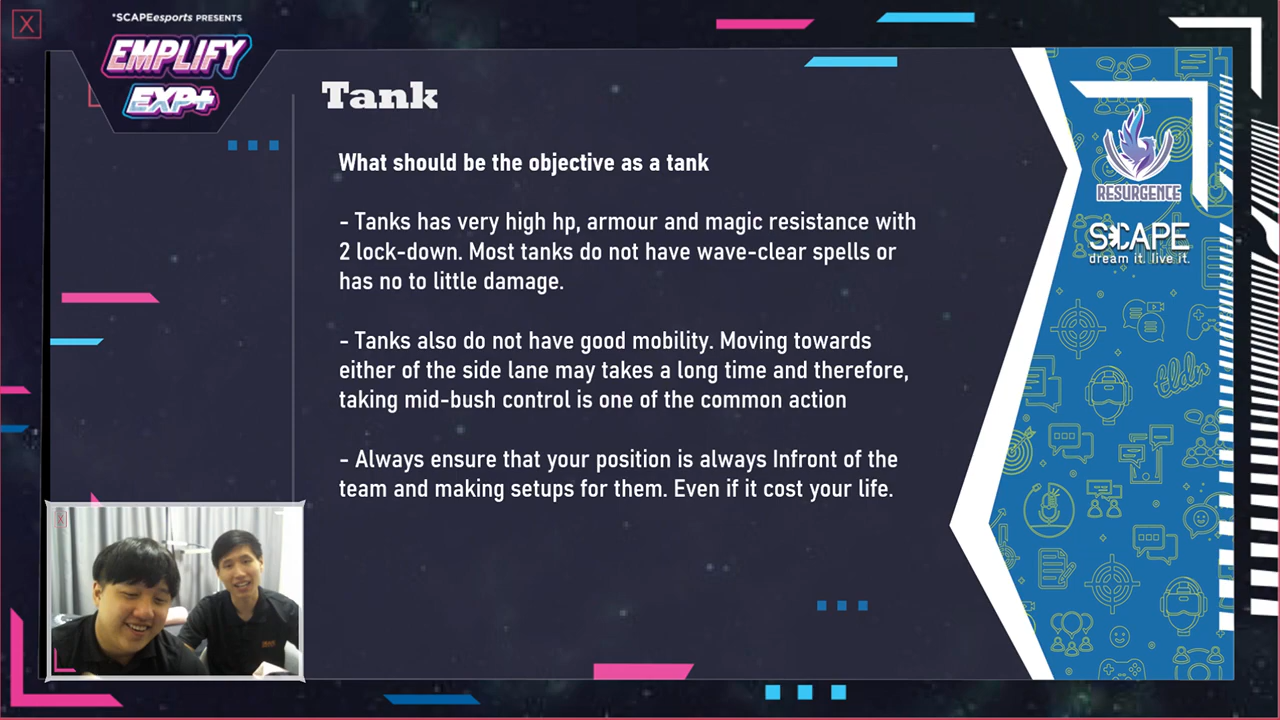 *SCAPEesports PRESENTS
EMPLIFY
EXP+
Tank
What should be the objective as a tank
- Tanks has very high hp, armour and magic resistance with
2 lock-down. Most tanks do not have wave-clear spells or
has no to little damage.
- Tanks also do not have good mobility. Moving towards
either of the side lane may takes a long time and therefore,
taking mid-bush control is one of the common action
- Always ensure that your position is always Infront of the
team and making setups for them. Even if it cost your life.
RESURGENCE
S*CAPE
dream it. live it.